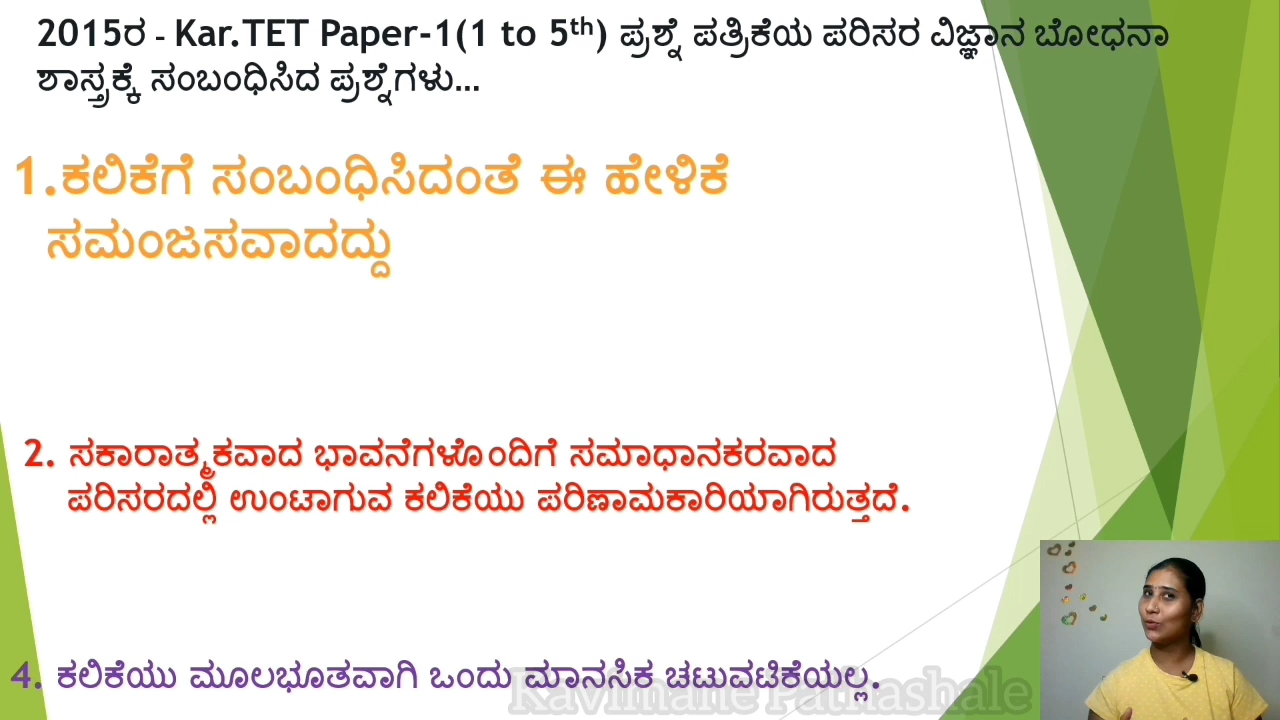 2015ರ - Kar.TET Paper-1(1 to 5th) ಪ್ರಶ್ನೆ ಪತ್ರಿಕೆಯ ಪರಿಸರ ವಿಜ್ಞಾನ ಬೋಧನಾ
ಶಾಸ್ತ್ರಕ್ಕೆ ಸಂಬಂಧಿಸಿದ ಪ್ರಶ್ನೆಗಳು...
1.ಕಲಿಕೆಗೆ ಸಂಬಂಧಿಸಿದಂತೆ ಈ ಹೇಳಿಕೆ
ಸಮಂಜಸವಾದದ್ದು
2. ಸಕಾರಾತ್ಮಕವಾದ ಭಾವನೆಗಳೊಂದಿಗೆ ಸಮಾಧಾನಕರವಾದ
ಪರಿಸರದಲ್ಲಿ ಉಂಟಾಗುವ ಕಲಿಕೆಯು ಪರಿಣಾಮಕಾರಿಯಾಗಿರುತ್ತದೆ.
4. ಕಲಿಕೆಯು ಮೂಲಭೂತವಾಗಿ ಒಂದು ಮಾನಸಿಕ ಚಟುವಟಿಕೆಯಲ್ಲ.
Kavimane Pathashale